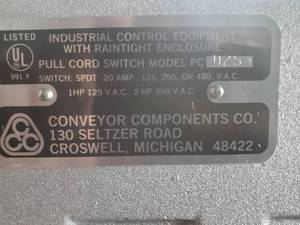 LISTED
INDUSTRIAL CONTROL EQUIPMENT
WITH RAINTIGHT ENCLOSURE
UL
591 Y
PULL CORD SWITCH MODEL PC
SWITCH: SPDT -20 AMP., 125, 250, OR 480, V.A.C.
1HP 125 V.A.C. 2 HP 250 V.A.C.
CCC
CONVEYOR COMPONENTS CO.
130 SELTZER ROAD
CROSWELL, MICHIGAN 48422